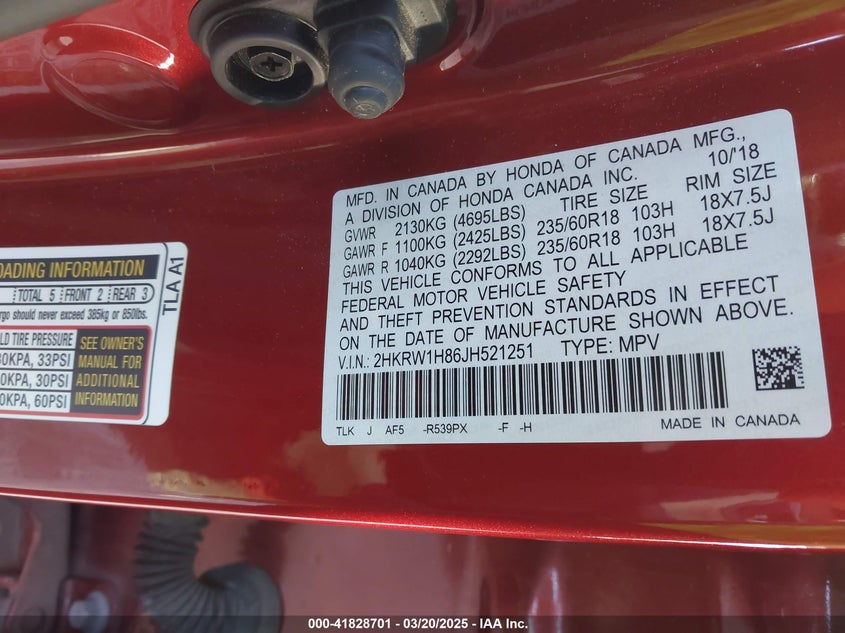 MFD. IN CANADA BY HONDA OF CANADA MFG.,
A DIVISION OF HONDA CANADA INC. 10/'18
GVWR 2130KG (4695LBS) TIRE SIZE RIM SIZE
GAWR F 1100KG (2425LBS) 235/60R18 103H 18X7.5J
GAWR R 1040KG (2292LBS) 235/60R18 103H 18X7.5J
THIS VEHICLE CONFORMS TO ALL APPLICABLE
FEDERAL MOTOR VEHICLE SAFETY
AND THEFT PREVENTION STANDARDS IN EFFECT
ON THE DATE OF MANUFACTURE SHOWN ABOVE.
V.I.N.: 2HKRW1H86JH521251 TYPE: MPV
TLK J AF5 -R539PX -F -H MADE IN CANADA
OADING INFORMATION
TOTAL 5 FRONT 2 REAR 3
rgo should never exceed 385kg or 850lbs.
LD TIRE PRESSURE
0KPA, 33PSI
0KPA, 30PSI
0KPA, 60PSI
SEE OWNER'S
MANUAL FOR
ADDITIONAL
INFORMATION
TLA A1
000-41828701 - 03/20/2025 - IAA Inc.